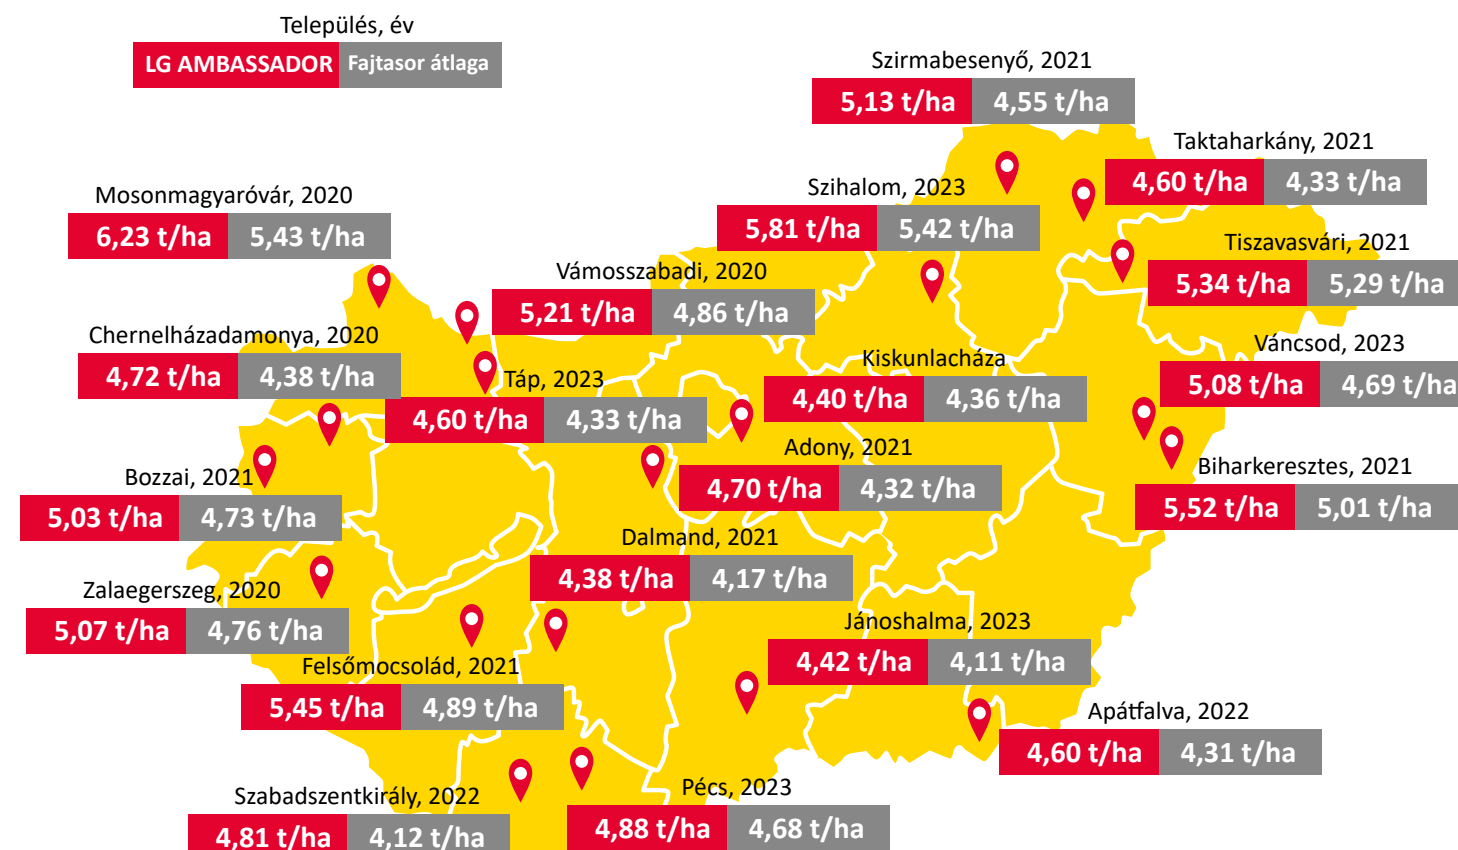 Település, év
LG AMBASSADOR Fajtasor átlaga
Szirmabesenyő, 2021
5,13 t/ha 4,55 t/ha
Taktaharkány, 2021
4,60 t/ha 4,33 t/ha
Mosonmagyaróvár, 2020
6,23 t/ha 5,43 t/ha
Szihalom, 2023
5,81 t/ha 5,42 t/ha
Tiszavasvári, 2021
5,34 t/ha 5,29 t/ha
Vámosszabadi, 2020
5,21 t/ha 4,86 t/ha
Chernelházadamonya, 2020
4,72 t/ha 4,38 t/ha
Táp, 2023
4,60 t/ha 4,33 t/ha
Kiskunlacháza
4,40 t/ha 4,36 t/ha
Váncsod, 2023
5,08 t/ha 4,69 t/ha
Adony, 2021
4,70 t/ha 4,32 t/ha
Biharkeresztes, 2021
5,52 t/ha 5,01 t/ha
Bozzai, 2021
5,03 t/ha 4,73 t/ha
Dalmand, 2021
4,38 t/ha 4,17 t/ha
Zalaegerszeg, 2020
5,07 t/ha 4,76 t/ha
Jánoshalma, 2023
4,42 t/ha 4,11 t/ha
Felsőmocsolád, 2021
5,45 t/ha 4,89 t/ha
Apátfalva, 2022
4,60 t/ha 4,31 t/ha
Szabadszentkirály, 2022
4,81 t/ha 4,12 t/ha
Pécs, 2023
4,88 t/ha 4,68 t/ha